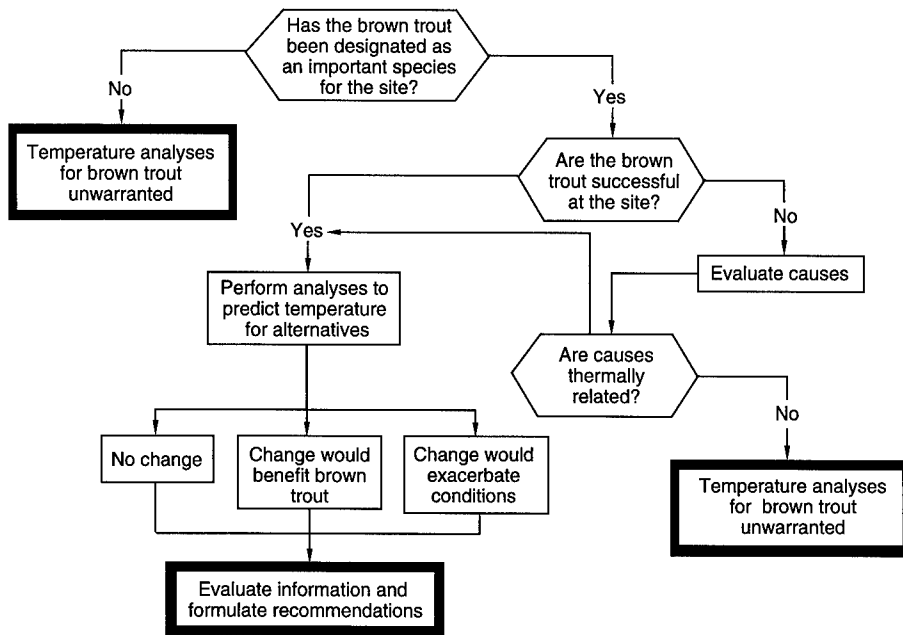 Has the brown trout
been designated as
an important species
for the site?
No
Yes
Temperature analyses
for brown trout
unwarranted
Are the brown
trout successful
at the site?
Yes
No
Evaluate causes
Perform analyses to
predict temperature
for alternatives
Are causes
thermally
related?
No
No change
Change would
benefit brown
trout
Change would
exacerbate
conditions
Temperature analyses
for brown trout
unwarranted
Evaluate information and
formulate recommendations